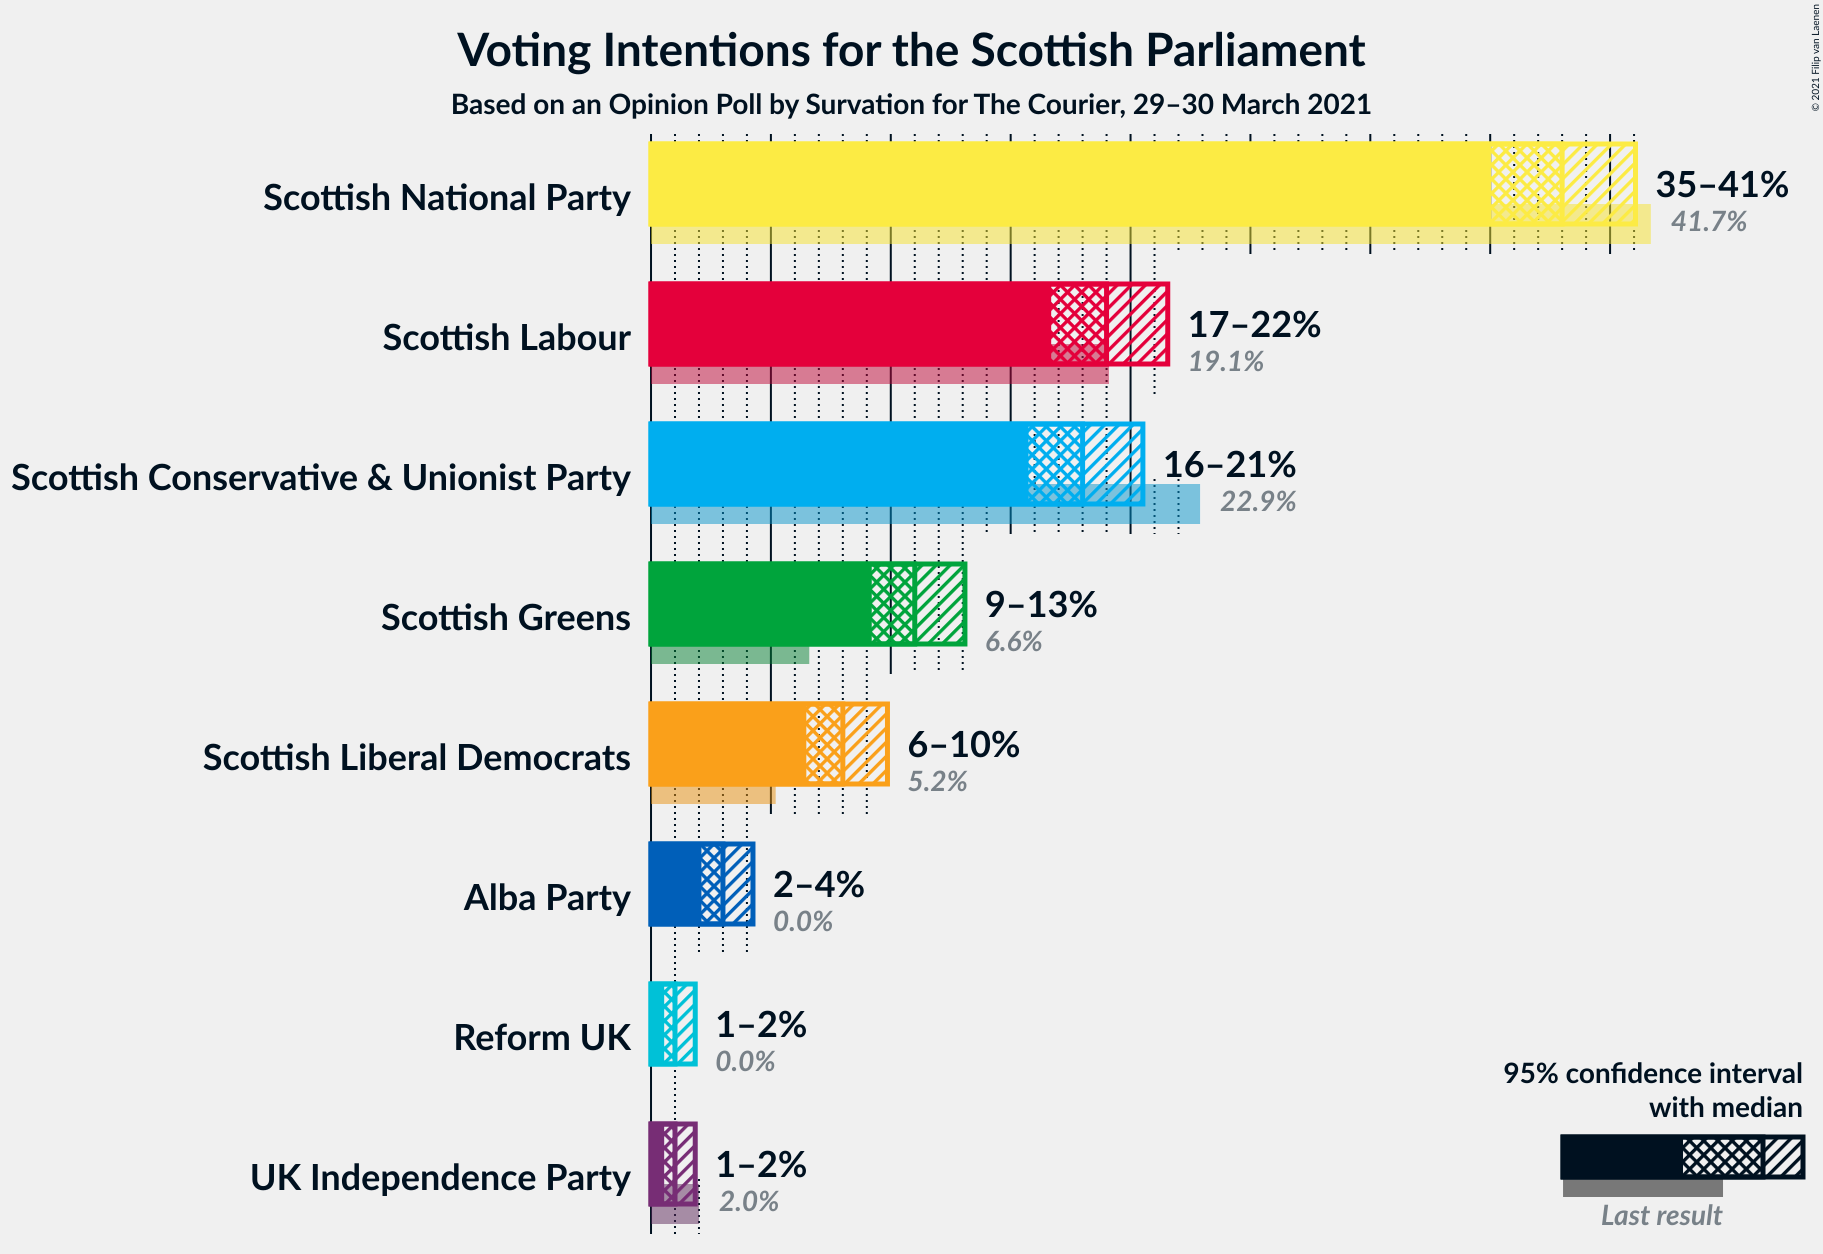 Voting Intentions for the Scottish Parliament
Based on an Opinion Poll by Survation for The Courier, 29–30 March 2021
© 2021 Filip van Laenen
Scottish National Party
35–41%
41.7%
Scottish Labour
17–22%
19.1%
Scottish Conservative & Unionist Party
16–21%
22.9%
Scottish Greens
9–13%
6.6%
Scottish Liberal Democrats
6–10%
5.2%
Alba Party
2–4%
0.0%
Reform UK
1–2%
0.0%
UK Independence Party
1–2%
2.0%
95% confidence interval
with median
Last result